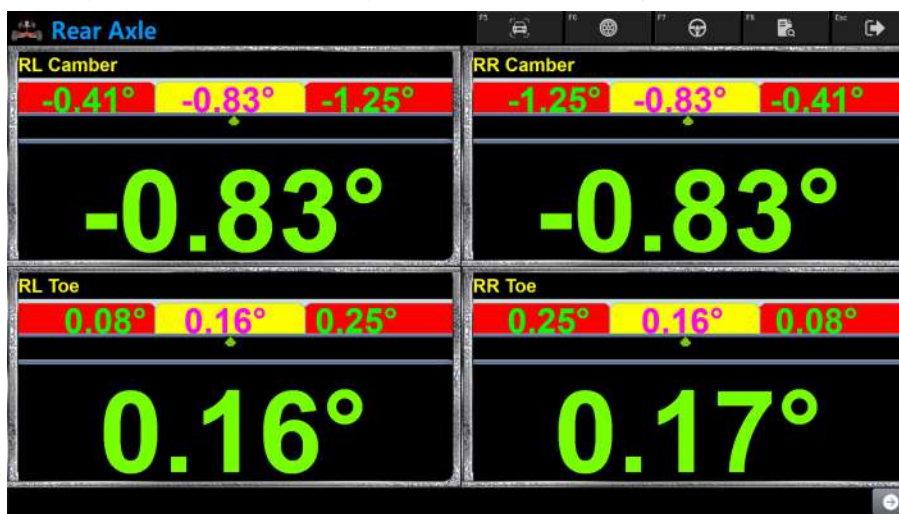 Rear Axle
F5 F6 F7 F8 Esc
RL Camber
-0.41° -0.83° -1.25°
-0.83°
RR Camber
-1.25° -0.83° -0.41°
-0.83°
RL Toe
0.08° 0.16° 0.25°
0.16°
RR Toe
0.25° 0.16° 0.08°
0.17°